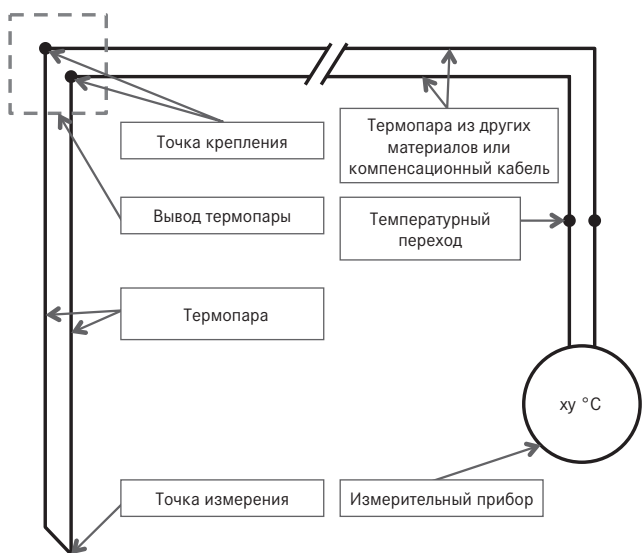 Точка крепления
Термопара из других
материалов или
компенсационный кабель
Вывод термопары
Температурный
переход
Термопара
xy °C
Точка измерения
Измерительный прибор